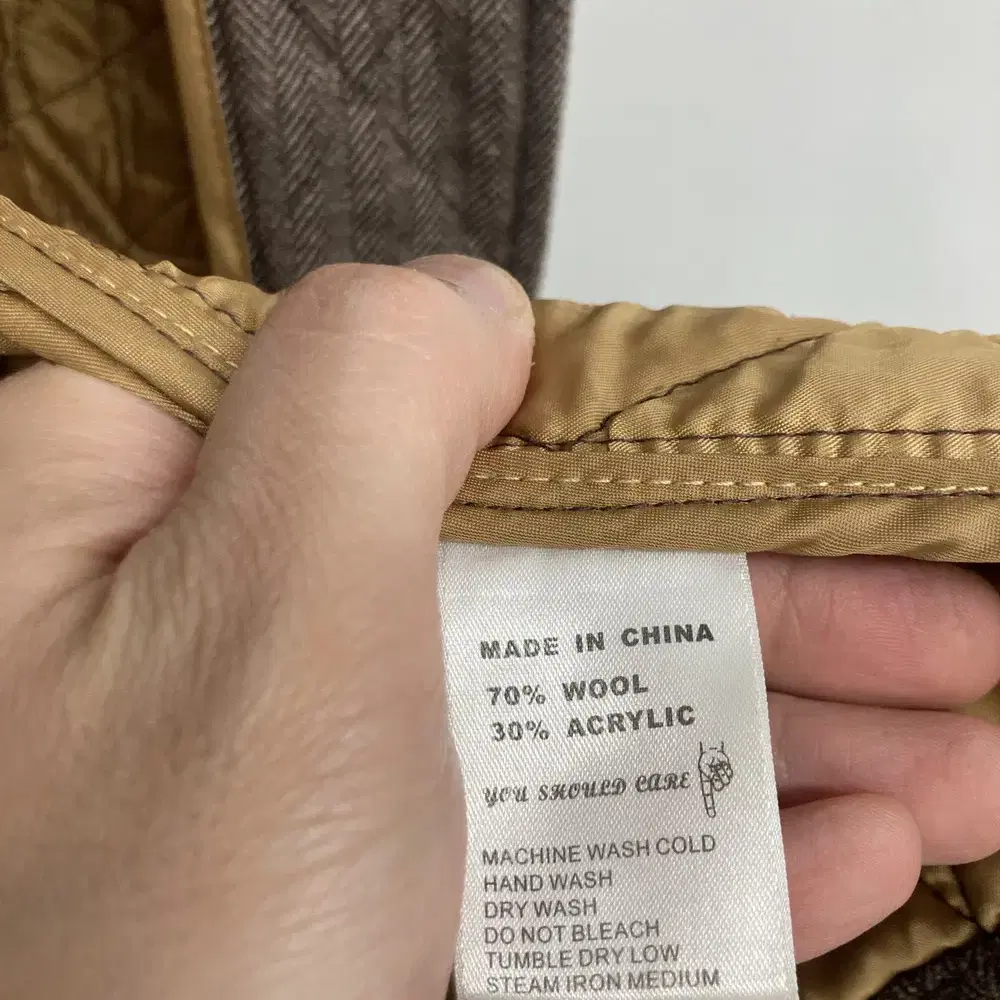 MADE IN CHINA
70% WOOL
30% ACRYLIC
YOU SHOULD CARE
MACHINE WASH COLD
HAND WASH
DRY WASH
DO NOT BLEACH
TUMBLE DRY LOW
STEAM IRON MEDIUM